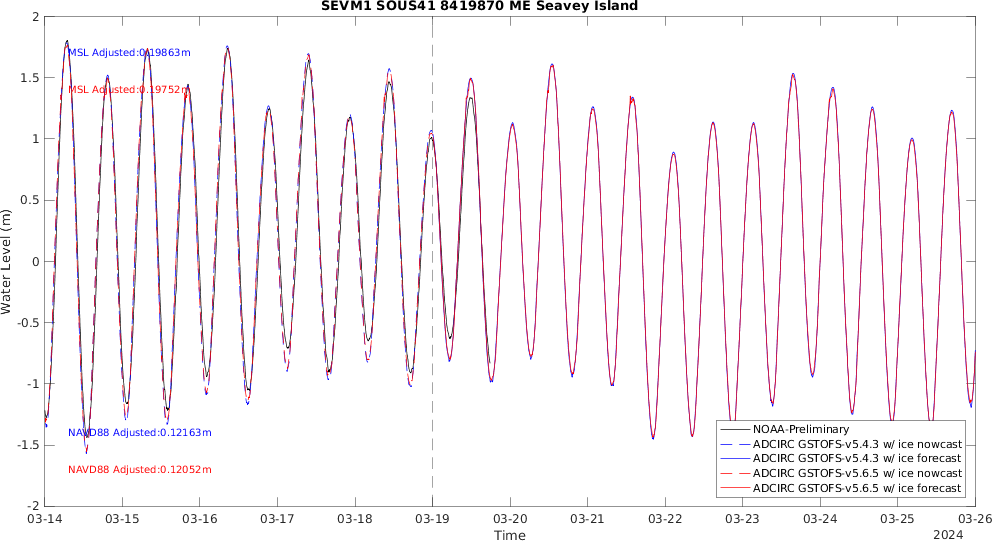 SEVM1 SOUS41 8419870 ME Seavey Island
2
1.5
1
0.5
0
-0.5
-1
-1.5
-2
Water Level (m)
MSL Adjusted:0.19863m
MSL Adjusted:0.19752m
NAVD88 Adjusted:0.12163m
NAVD88 Adjusted:0.12052m
NOAA-Preliminary
ADCIRC GSTOFS-v5.4.3 w/ ice nowcast
ADCIRC GSTOFS-v5.4.3 w/ ice forecast
ADCIRC GSTOFS-v5.6.5 w/ ice nowcast
ADCIRC GSTOFS-v5.6.5 w/ ice forecast
03-14 03-15 03-16 03-17 03-18 03-19 03-20 03-21 03-22 03-23 03-24 03-25 03-26
Time
2024